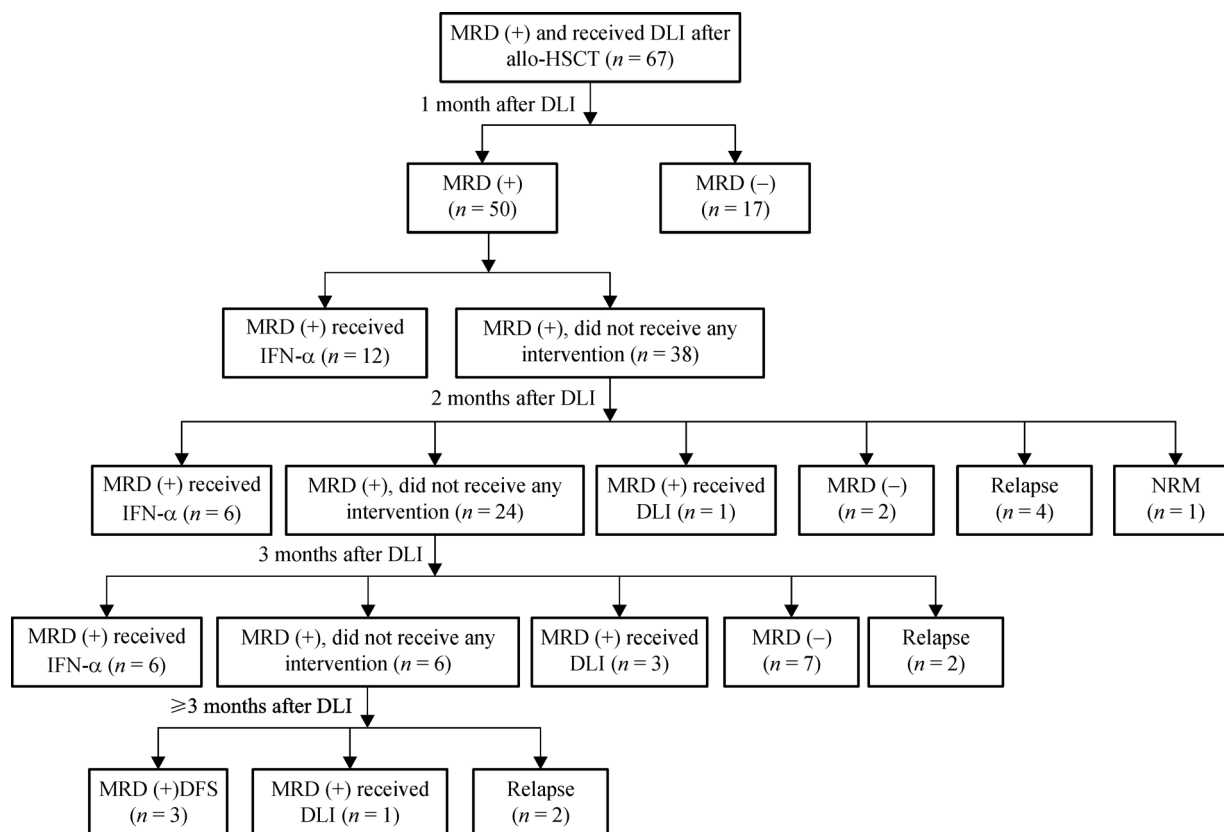 MRD (+) and received DLI after
allo-HSCT (n = 67)
1 month after DLI
MRD (+)
(n = 50)
MRD (−)
(n = 17)
MRD (+) received
IFN-α (n = 12)
MRD (+), did not receive any
intervention (n = 38)
2 months after DLI
MRD (+) received
IFN-α (n = 6)
MRD (+), did not receive any
intervention (n = 24)
MRD (+) received
DLI (n = 1)
MRD (−)
(n = 2)
Relapse
(n = 4)
NRM
(n = 1)
3 months after DLI
MRD (+) received
IFN-α (n = 6)
MRD (+), did not receive any
intervention (n = 6)
MRD (+) received
DLI (n = 3)
MRD (−)
(n = 7)
Relapse
(n = 2)
⩾3 months after DLI
MRD (+)DFS
(n = 3)
MRD (+) received
DLI (n = 1)
Relapse
(n = 2)